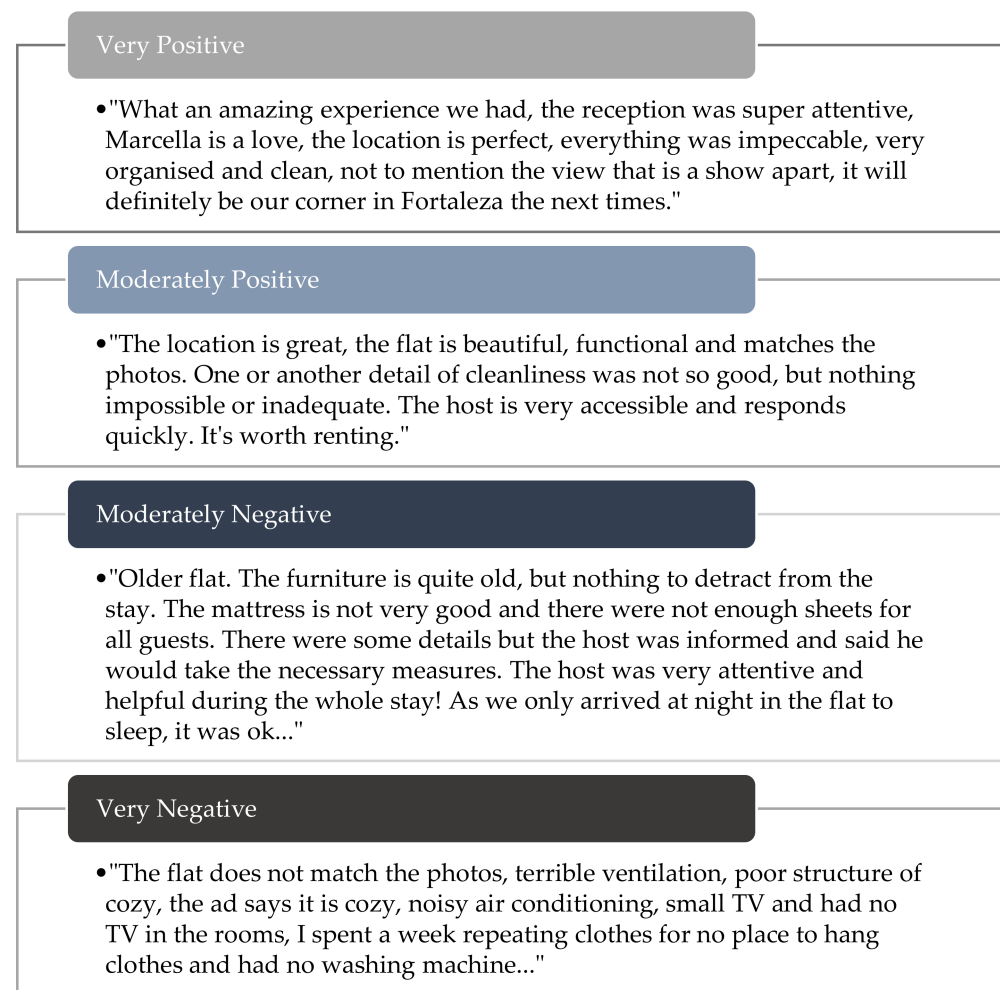 Very Positive
•"What an amazing experience we had, the reception was super attentive,
Marcella is a love, the location is perfect, everything was impeccable, very
organised and clean, not to mention the view that is a show apart, it will
definitely be our corner in Fortaleza the next times."
Moderately Positive
•"The location is great, the flat is beautiful, functional and matches the
photos. One or another detail of cleanliness was not so good, but nothing
impossible or inadequate. The host is very accessible and responds
quickly. It's worth renting."
Moderately Negative
•"Older flat. The furniture is quite old, but nothing to detract from the
stay. The mattress is not very good and there were not enough sheets for
all guests. There were some details but the host was informed and said he
would take the necessary measures. The host was very attentive and
helpful during the whole stay! As we only arrived at night in the flat to
sleep, it was ok..."
Very Negative
•"The flat does not match the photos, terrible ventilation, poor structure of
cozy, the ad says it is cozy, noisy air conditioning, small TV and had no
TV in the rooms, I spent a week repeating clothes for no place to hang
clothes and had no washing machine..."